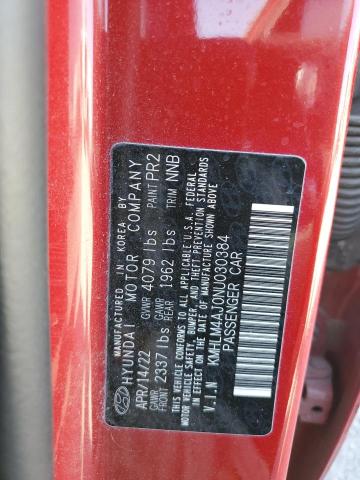 MANUFACTURED IN KOREA BY
HYUNDAI MOTOR COMPANY
APR/14/22 GVWR 4079 lbs PAINT PR2
GAWR FRONT 2337 lbs GAWR REAR 1962 lbs TRIM NNB
THIS VEHICLE CONFORMS TO ALL APPLICABLE U.S.A. FEDERAL
MOTOR VEHICLE SAFETY, BUMPER, AND THEFT PREVENTION STANDARDS
IN EFFECT ON THE DATE OF MANUFACTURE SHOWN ABOVE
V.I.N KMHLM4AJ0NU030384
PASSENGER CAR